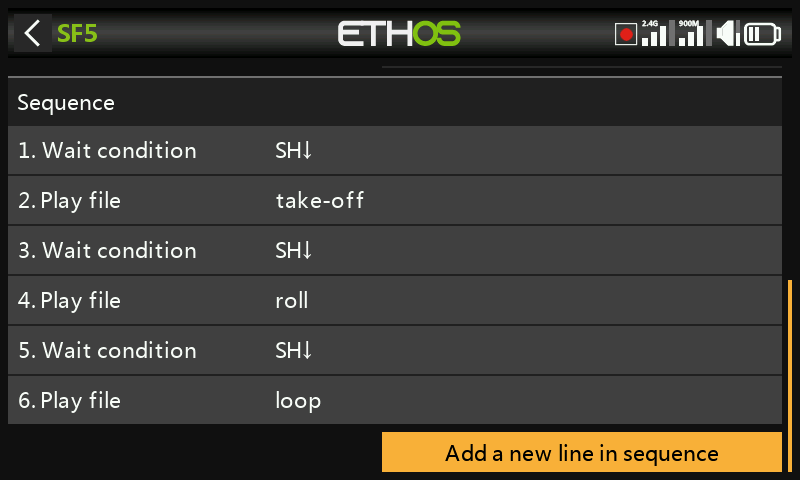 SF5
ETHOS
2.4G
900M
Sequence
1. Wait condition SH↓
2. Play file take-off
3. Wait condition SH↓
4. Play file roll
5. Wait condition SH↓
6. Play file loop
Add a new line in sequence